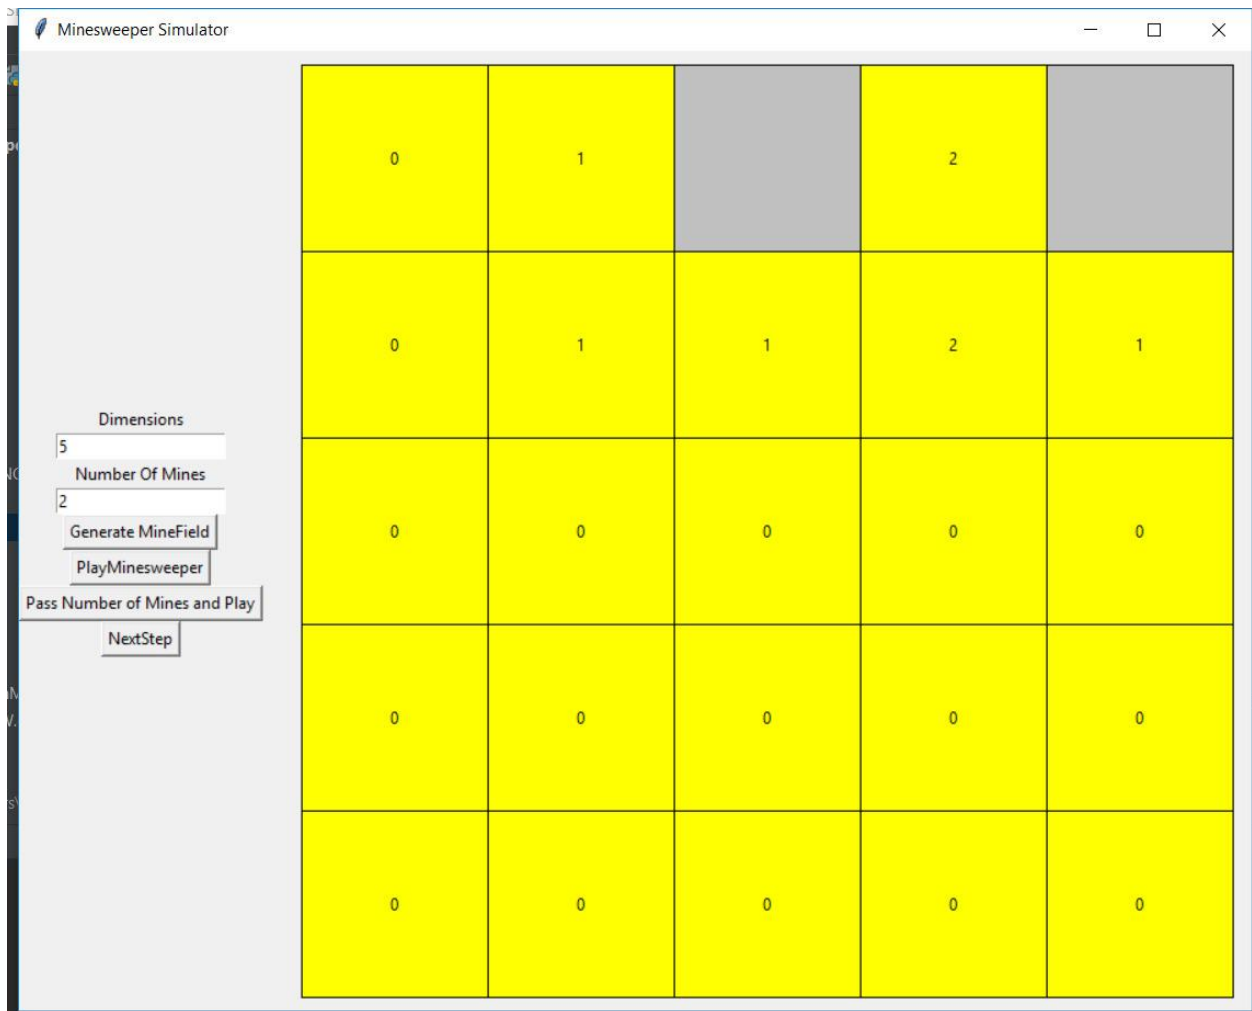 Minesweeper Simulator
0 1 2
0 1 1 2 1
Dimensions
5
Number Of Mines
2
Generate MineField
PlayMinesweeper
Pass Number of Mines and Play
NextStep
0 0 0 0 0
0 0 0 0 0
0 0 0 0 0